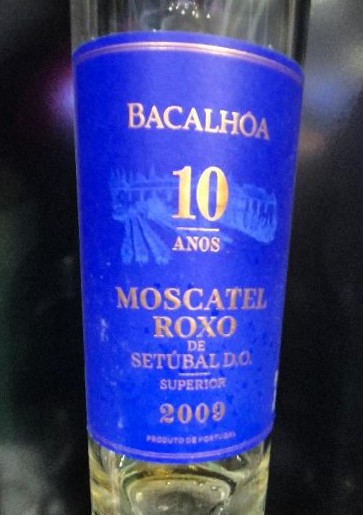 BACALHÔA
10
ANOS
MOSCATEL
ROXO
DE
SETÚBAL D.O.
SUPERIOR
2009
PRODUTO DE PORTUGAL